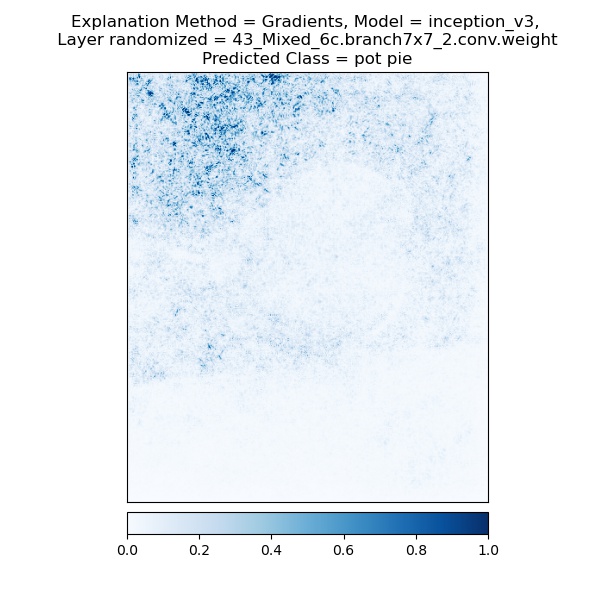 Explanation Method = Gradients, Model = inception_v3,
Layer randomized = 43_Mixed_6c.branch7x7_2.conv.weight
Predicted Class = pot pie
0.0 0.2 0.4 0.6 0.8 1.0